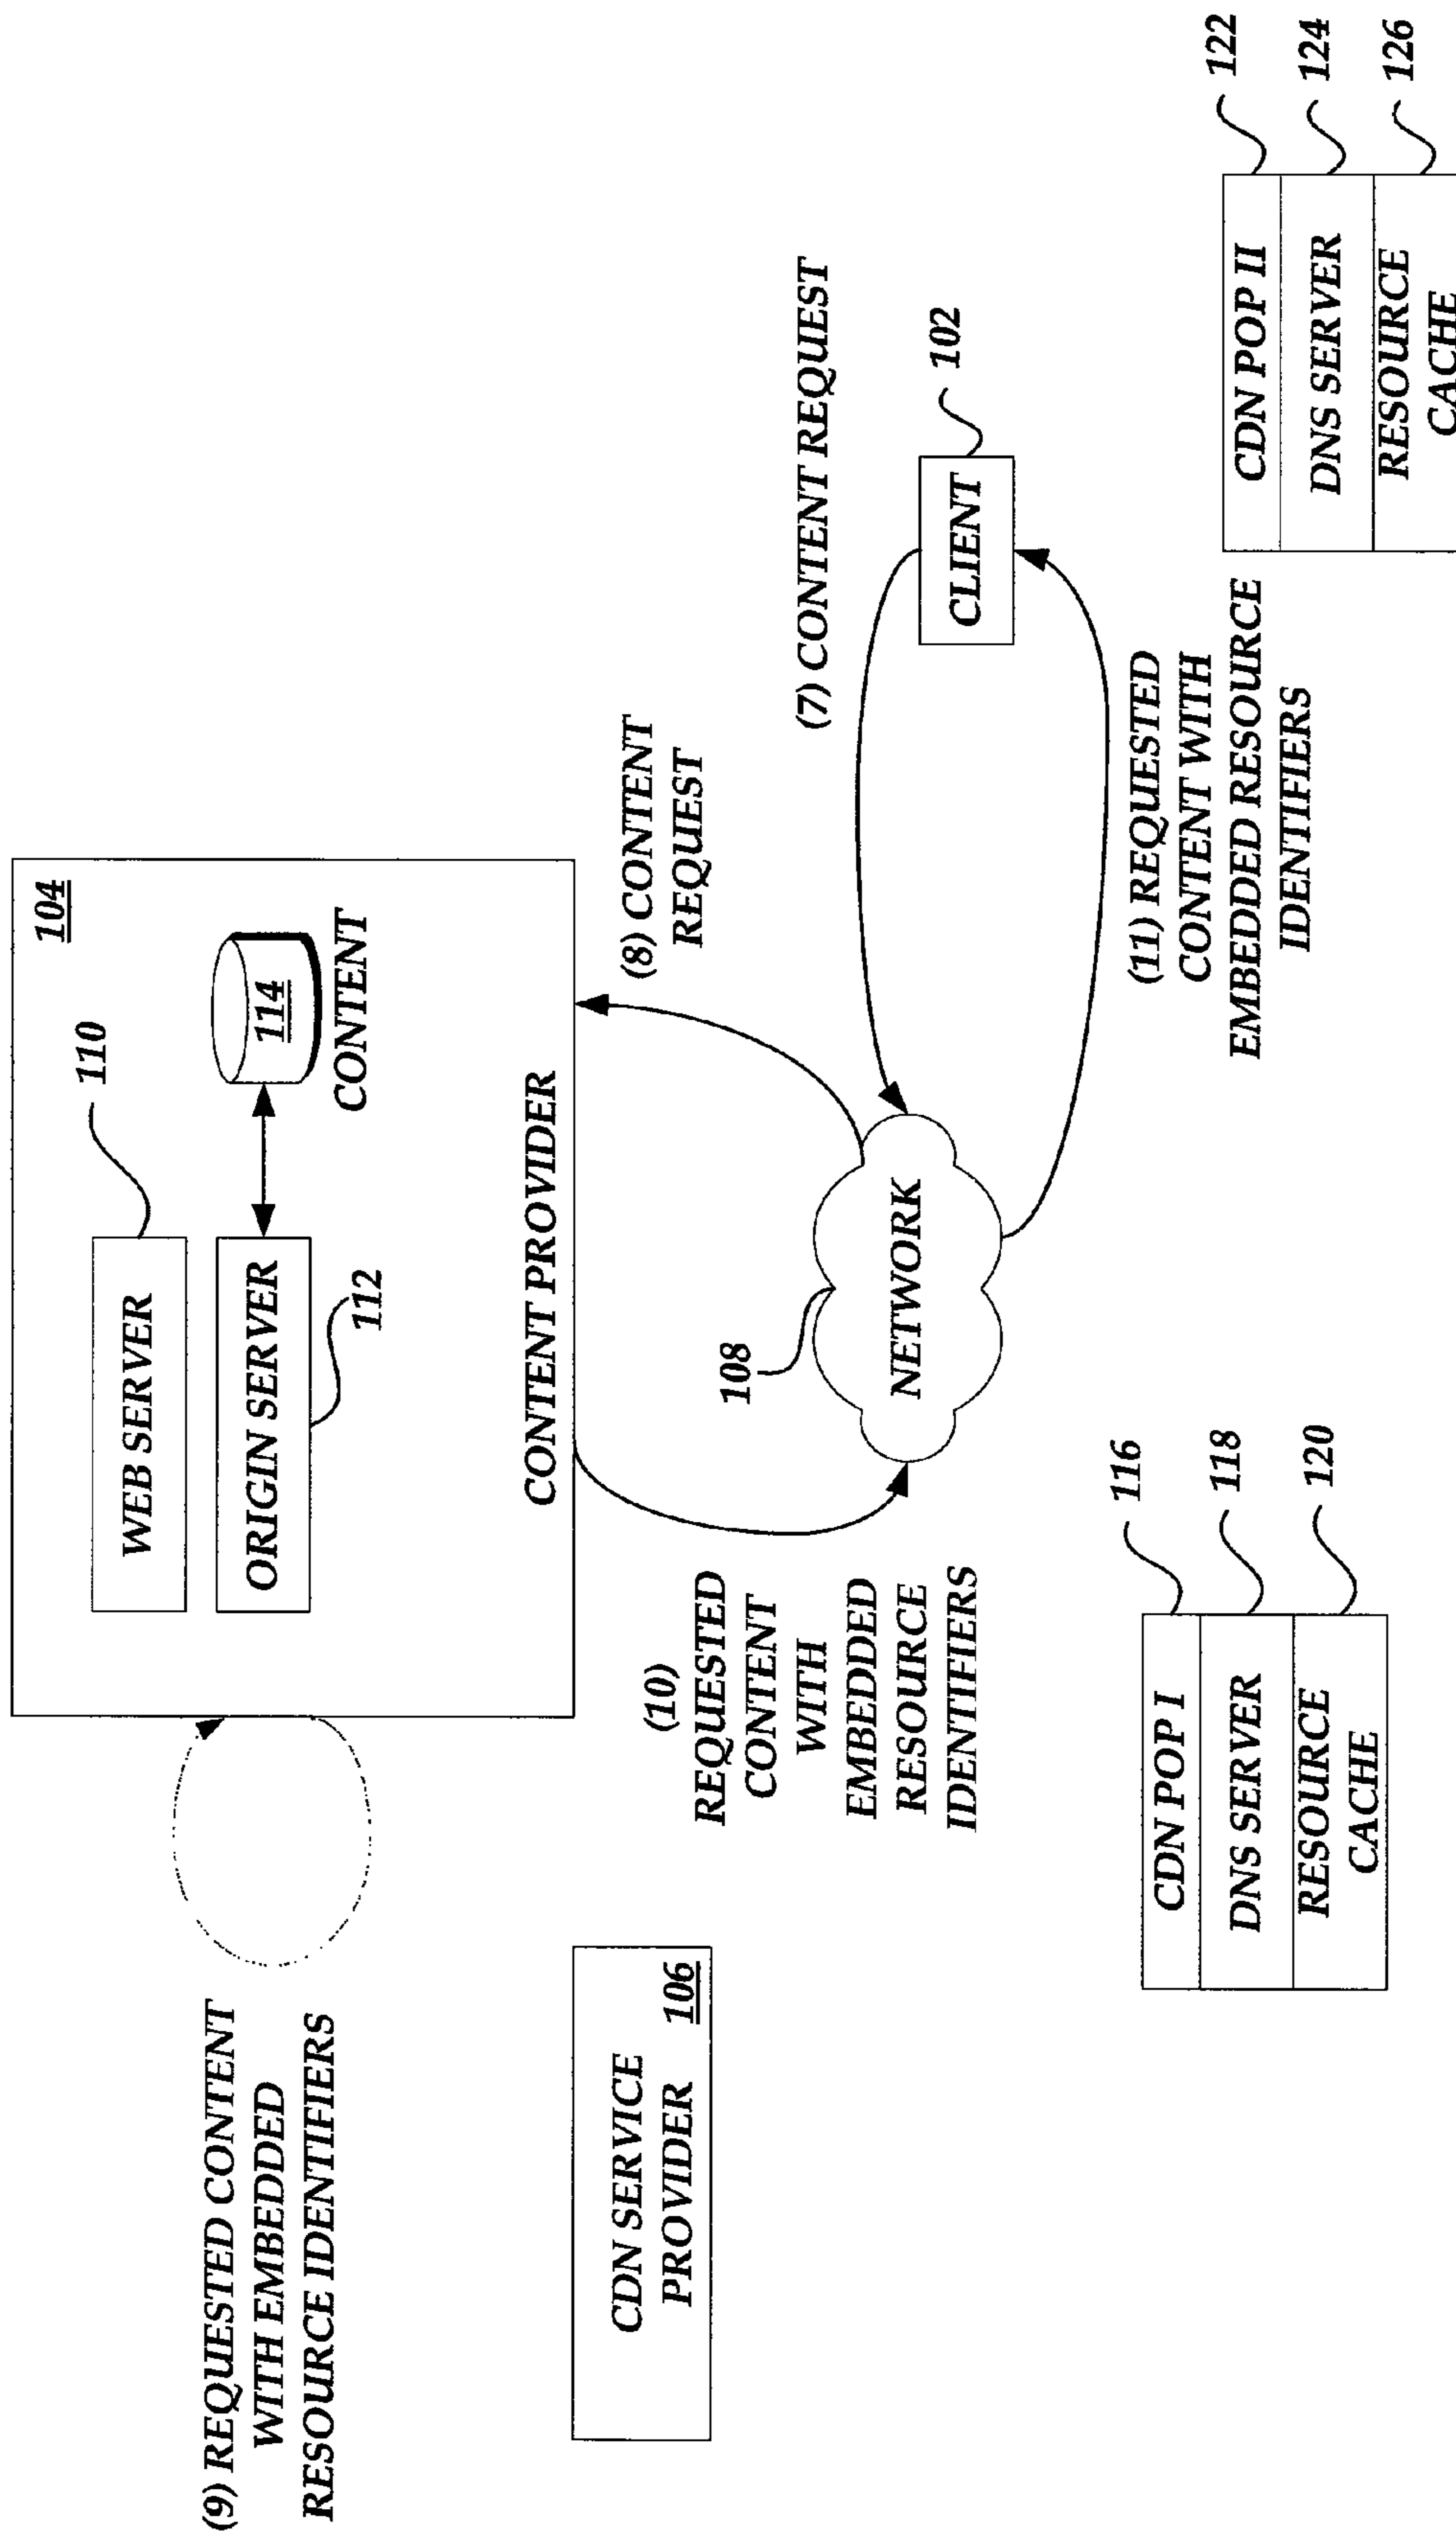 104
WEB SERVER
110
ORIGIN SERVER
112
114
CONTENT
CONTENT PROVIDER
(9) REQUESTED CONTENT
WITH EMBEDDED
RESOURCE IDENTIFIERS
CDN SERVICE
PROVIDER
106
(8) CONTENT
REQUEST
(7) CONTENT REQUEST
(10)
REQUESTED
CONTENT
WITH
EMBEDDED
RESOURCE
IDENTIFIERS
108
NETWORK
CLIENT
102
(11) REQUESTED
CONTENT WITH
EMBEDDED RESOURCE
IDENTIFIERS
CDN POP I
116
DNS SERVER
118
RESOURCE
CACHE
120
CDN POP II
122
DNS SERVER
124
RESOURCE
CACHE
126